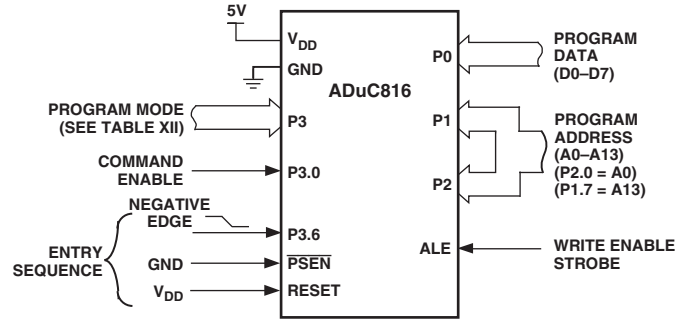 5V
VDD
GND
ADuC816
P0
PROGRAM
DATA
(D0–D7)
PROGRAM MODE
(SEE TABLE XII)
P3
P1
PROGRAM
ADDRESS
(A0–A13)
(P2.0 = A0)
(P1.7 = A13)
COMMAND
ENABLE
P3.0
P2
NEGATIVE
EDGE
P3.6
ENTRY
SEQUENCE
GND
PSEN
ALE
WRITE ENABLE
STROBE
VDD
RESET